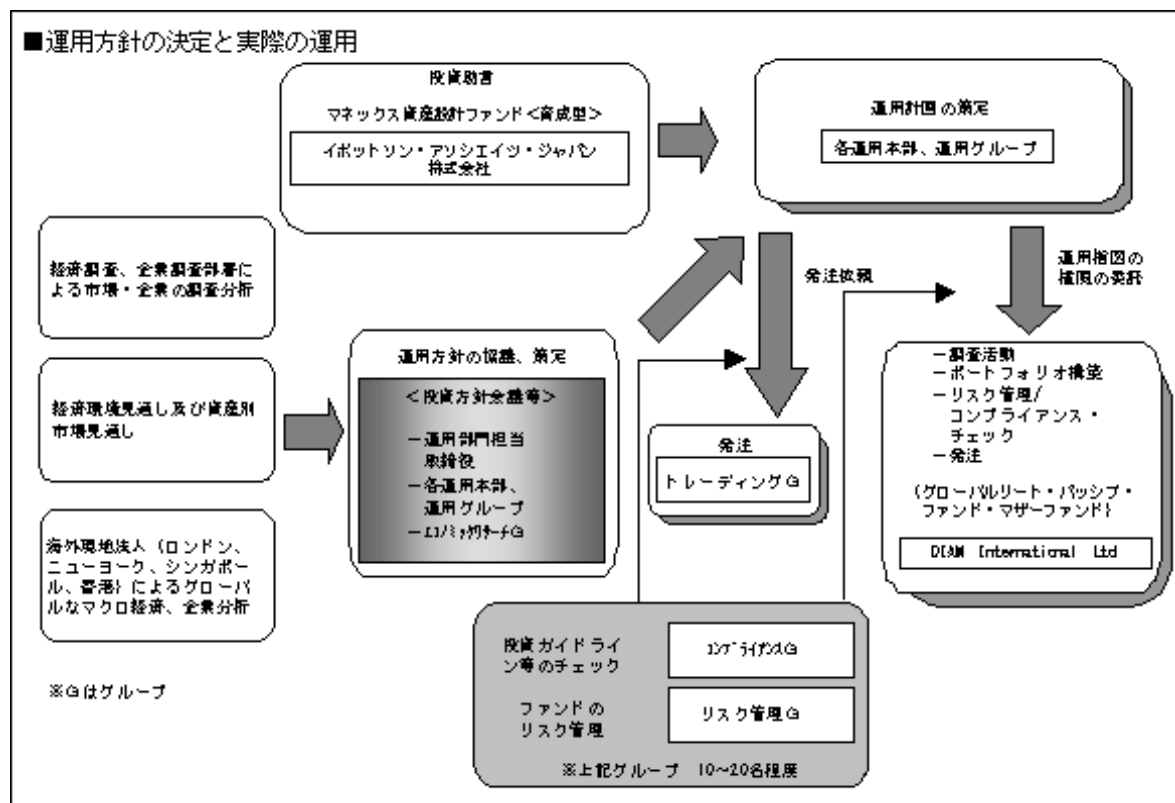 ■運用方針の決定と実際の運用
投資助言
マネックス資産設計ファンド<育成型>
イボットソン・アソシエイツ・ジャパン
株式会社
運用計画の策定
各運用本部、運用グループ
経済調査、企業調査部署に
よる市場・企業の調査分析
発注依頼
運用指図の
権限の委託
運用方針の協議、策定
<投資方針会議等>
―運用部門担当
取締役
―各運用本部、
運用グループ
―エコノミックリサーチG
経済環境見通し及び資産別
市場見通し
発注
トレーディングG
―調査活動
―ポートフォリオ構築
―リスク管理/
コンプライアンス・
チェック
―発注
(グローバルリート・パッシブ・
ファンド・マザーファンド)
DIAM International Ltd
海外現地法人(ロンドン、
ニューヨーク、シンガポー
ル、香港)によるグローバ
ルなマクロ経済、企業分析
※Gはグループ
投資ガイドライ
ン等のチェック
コンプライアンスG
ファンドの
リスク管理
リスク管理G
※上記グループ 10~20名程度